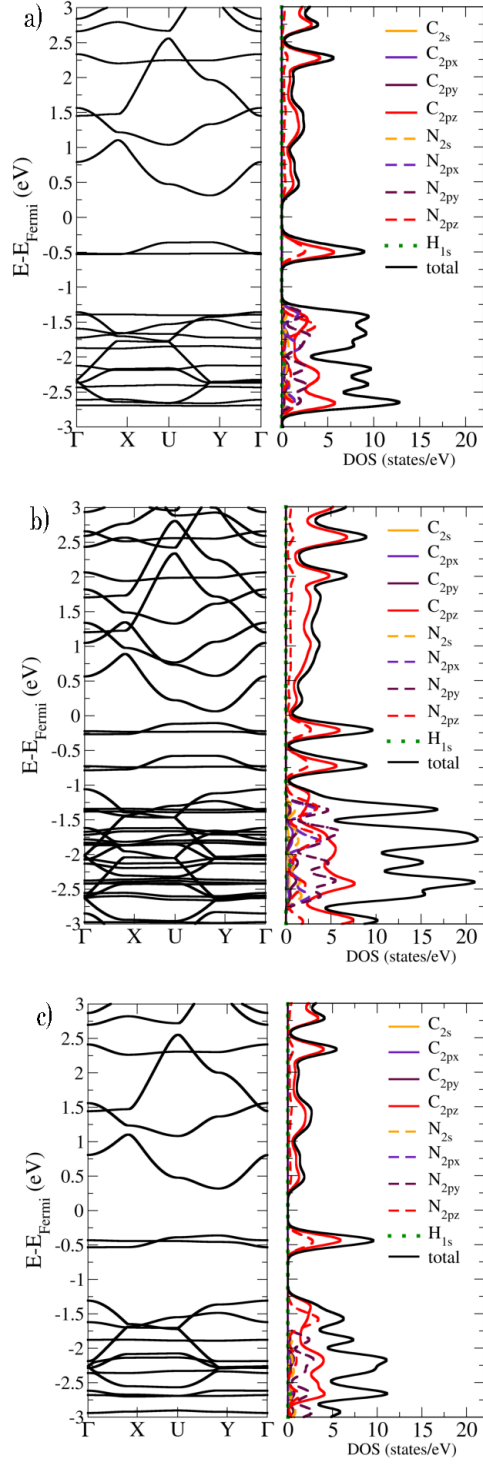 a)
3
2.5
2
1.5
1
0.5
0
-0.5
-1
-1.5
-2
-2.5
-3
E-E_Fermi (eV)
Γ X U Y Γ
C_2s
C_2px
C_2py
C_2pz
N_2s
N_2px
N_2py
N_2pz
H_1s
total
0 5 10 15 20
DOS (states/eV)
b)
3
2.5
2
1.5
1
0.5
0
-0.5
-1
-1.5
-2
-2.5
-3
E-E_Fermi (eV)
Γ X U Y Γ
C_2s
C_2px
C_2py
C_2pz
N_2s
N_2px
N_2py
N_2pz
H_1s
total
0 5 10 15 20
DOS (states/eV)
c)
3
2.5
2
1.5
1
0.5
0
-0.5
-1
-1.5
-2
-2.5
-3
E-E_Fermi (eV)
Γ X U Y Γ
C_2s
C_2px
C_2py
C_2pz
N_2s
N_2px
N_2py
N_2pz
H_1s
total
0 5 10 15 20
DOS (states/eV)